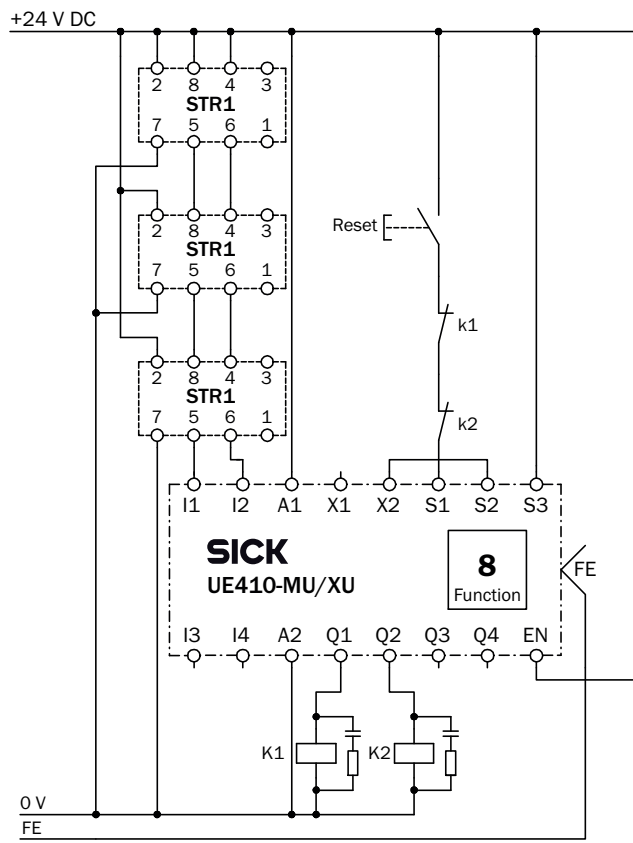 +24 V DC
2 8 4 3
STR1
7 5 6 1
2 8 4 3
Reset
STR1
7 5 6 1
k1
2 8 4 3
STR1
k2
7 5 6 1
I1 I2 A1 X1 X2 S1 S2 S3
SICK
UE410-MU/XU
8
Function
FE
I3 I4 A2 Q1 Q2 Q3 Q4 EN
K1 K2
0 V
FE